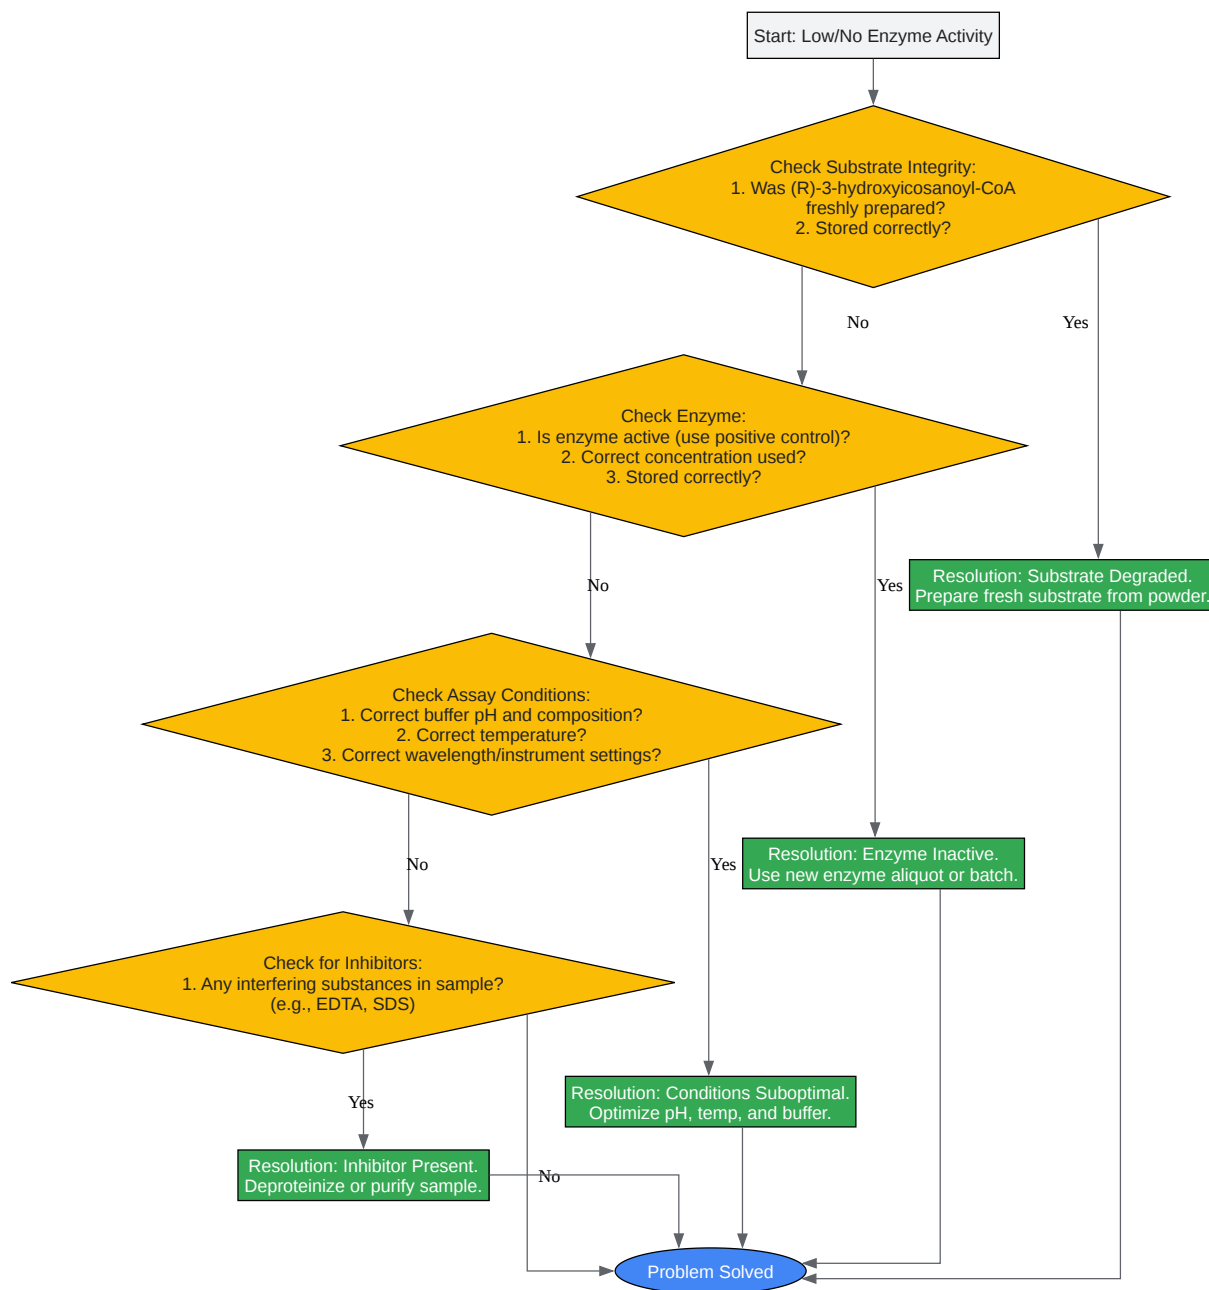 Start: Low/No Enzyme Activity
Check Substrate Integrity:
1. Was (R)-3-hydroxyicosanoyl-CoA
freshly prepared?
2. Stored correctly?
No
Yes
Check Enzyme:
1. Is enzyme active (use positive control)?
2. Correct concentration used?
3. Stored correctly?
No
Yes
Resolution: Substrate Degraded.
Prepare fresh substrate from powder.
Check Assay Conditions:
1. Correct buffer pH and composition?
2. Correct temperature?
3. Correct wavelength/instrument settings?
No
Yes
Resolution: Enzyme Inactive.
Use new enzyme aliquot or batch.
Check for Inhibitors:
1. Any interfering substances in sample?
(e.g., EDTA, SDS)
Yes
Resolution: Conditions Suboptimal.
Optimize pH, temp, and buffer.
Resolution: Inhibitor Present.
Deproteinize or purify sample.
No
Problem Solved